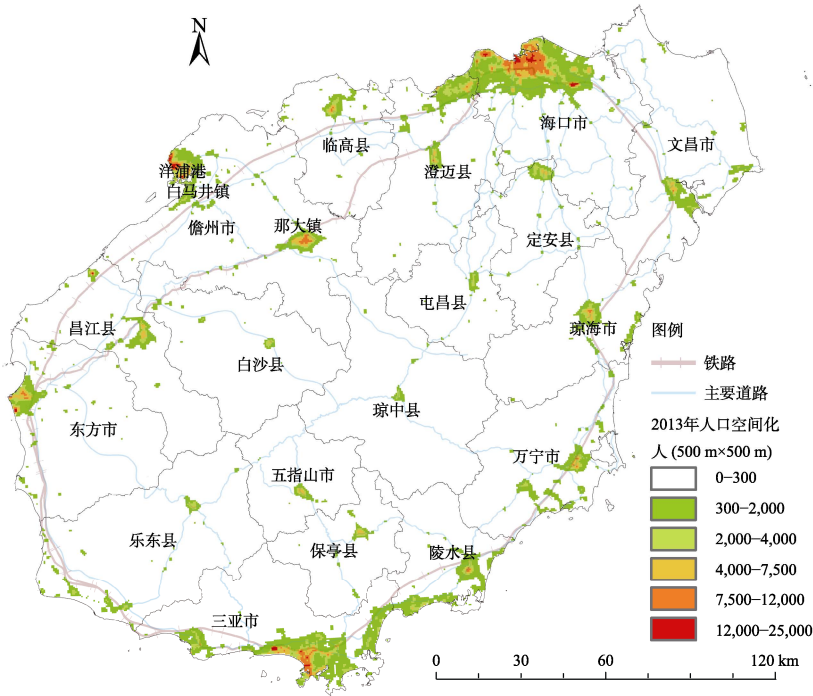 N
海口市
文昌市
临高县
澄迈县
洋浦港
白马井镇
儋州市
那大镇
定安县
屯昌县
昌江县
琼海市
白沙县
琼中县
东方市
万宁市
五指山市
乐东县
保亭县
陵水县
三亚市
图例
铁路
主要道路
2013年人口空间化
人 (500 m×500 m)
0−300
300−2,000
2,000−4,000
4,000−7,500
7,500−12,000
12,000−25,000
0 30 60 120 km